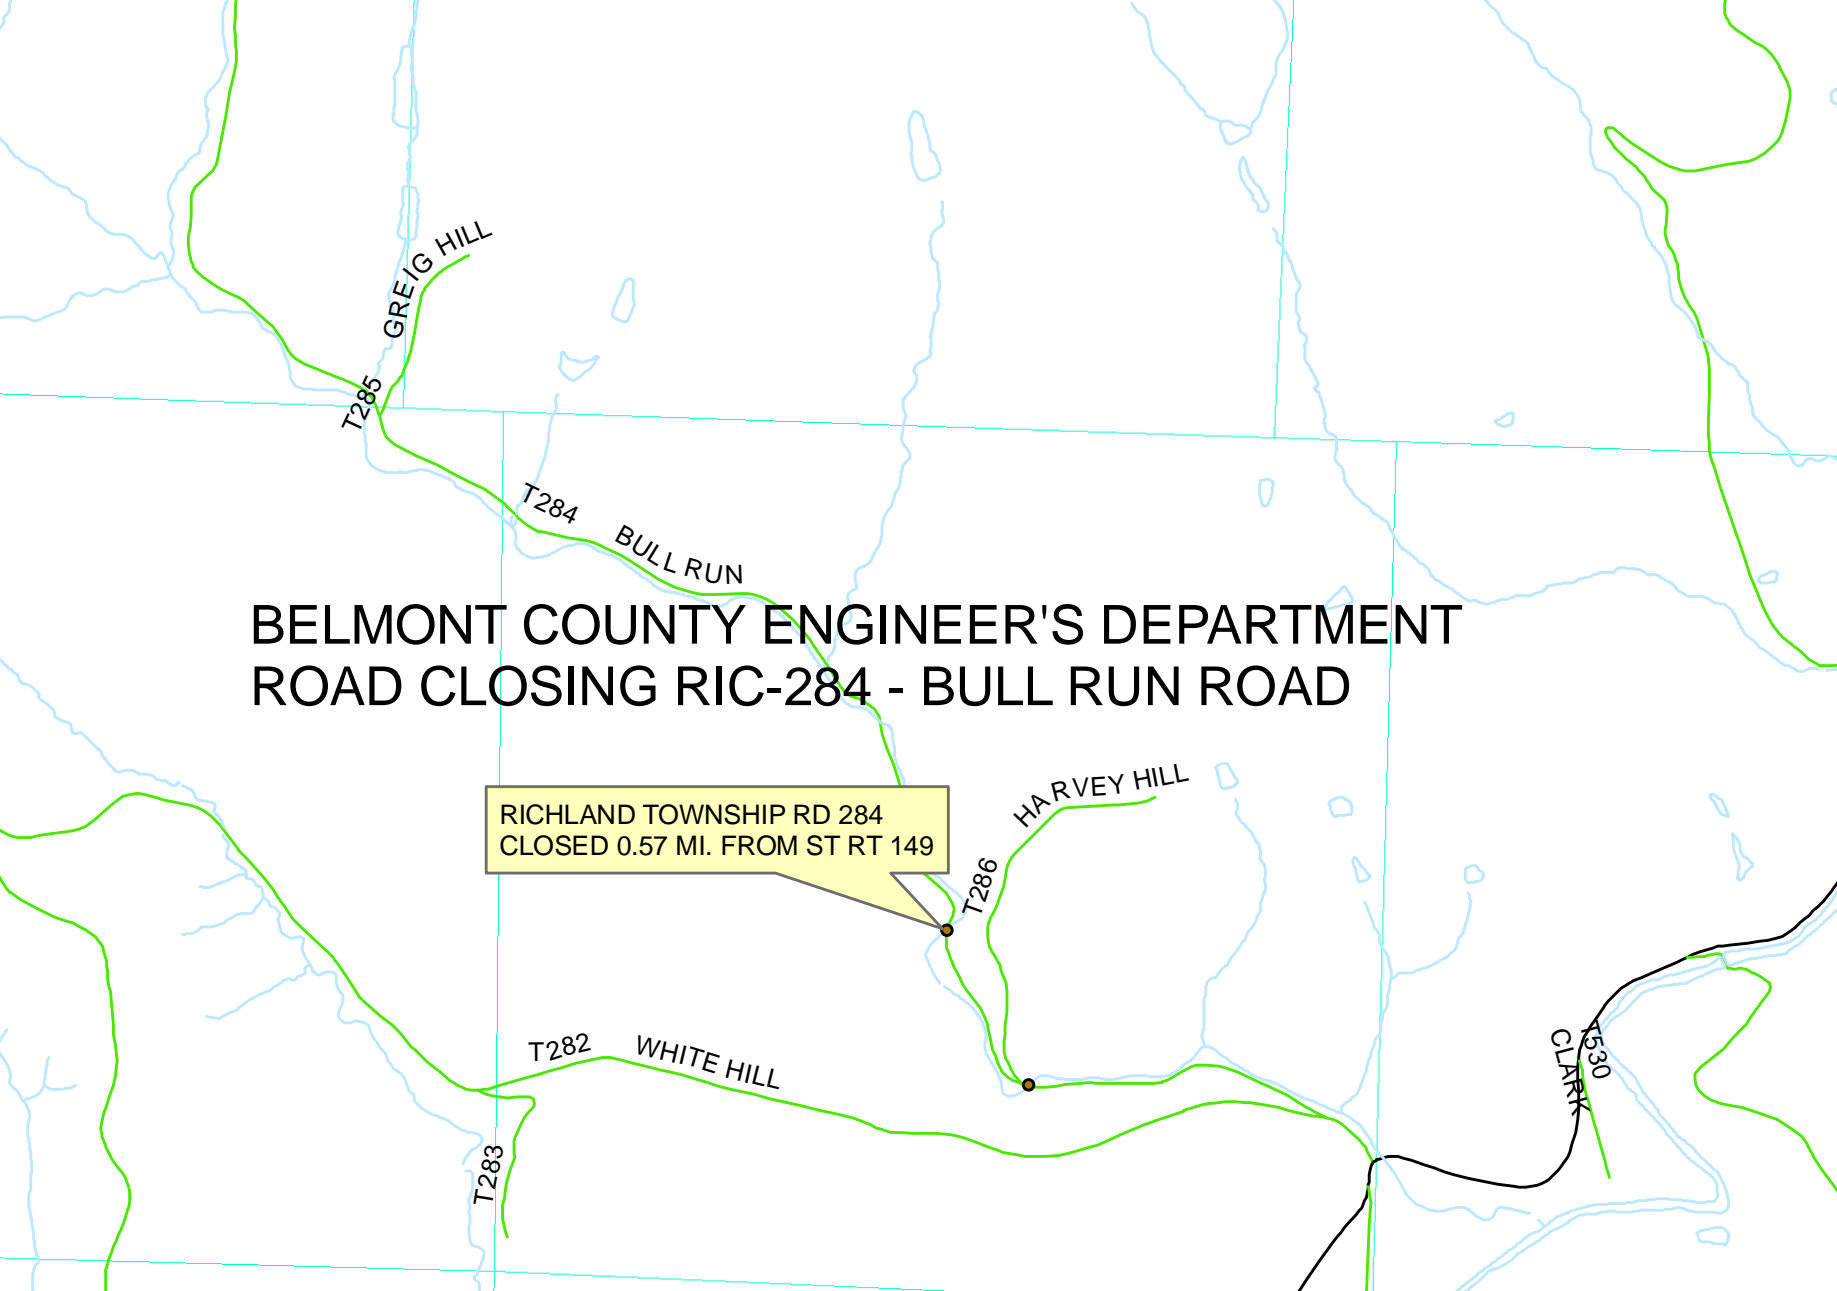 GREIG HILL
T285
T284
BULL RUN
BELMONT COUNTY ENGINEER'S DEPARTMENT
ROAD CLOSING RIC-284 - BULL RUN ROAD
HARVEY HILL
RICHLAND TOWNSHIP RD 284
CLOSED 0.57 MI. FROM ST RT 149
T286
T282
WHITE HILL
T530
CLARK
T283